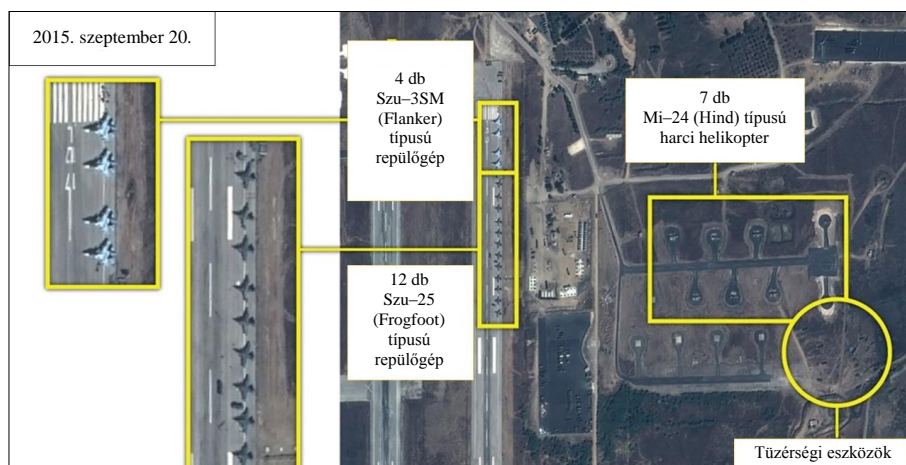 2015. szeptember 20.
4 db
Szu–3SM
(Flanker)
típusú
repülőgép
7 db
Mi–24 (Hind) típusú
harci helikopter
12 db
Szu–25
(Frogfoot)
típusú
repülőgép
Tüzérségi eszközök